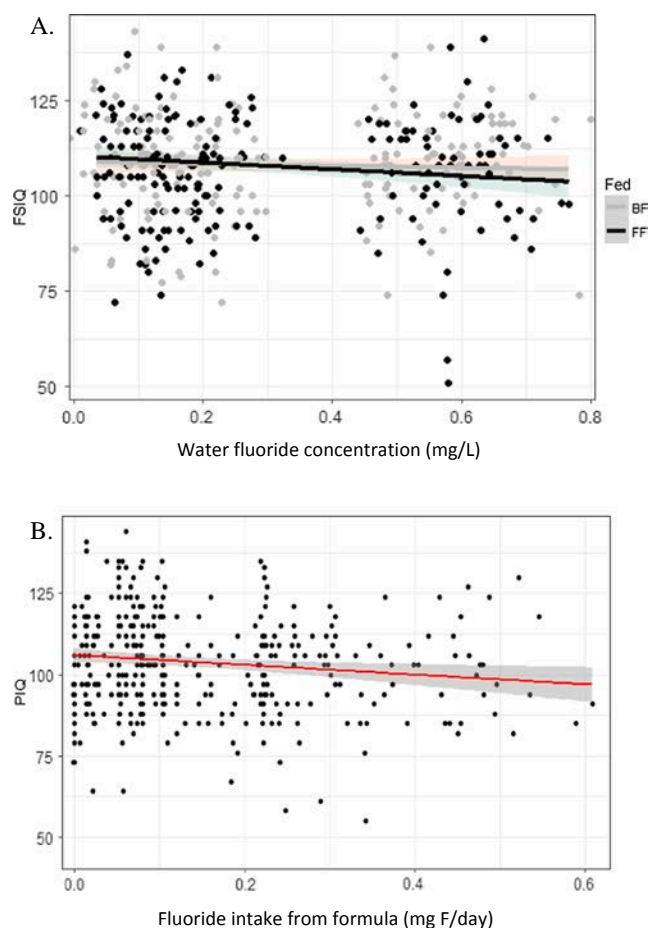 A.
125
100
75
50
FSIQ
0.0 0.2 0.4 0.6 0.8
Water fluoride concentration (mg/L)
Fed
BF
FF
B.
125
100
75
50
PIQ
0.0 0.2 0.4 0.6
Fluoride intake from formula (mg F/day)